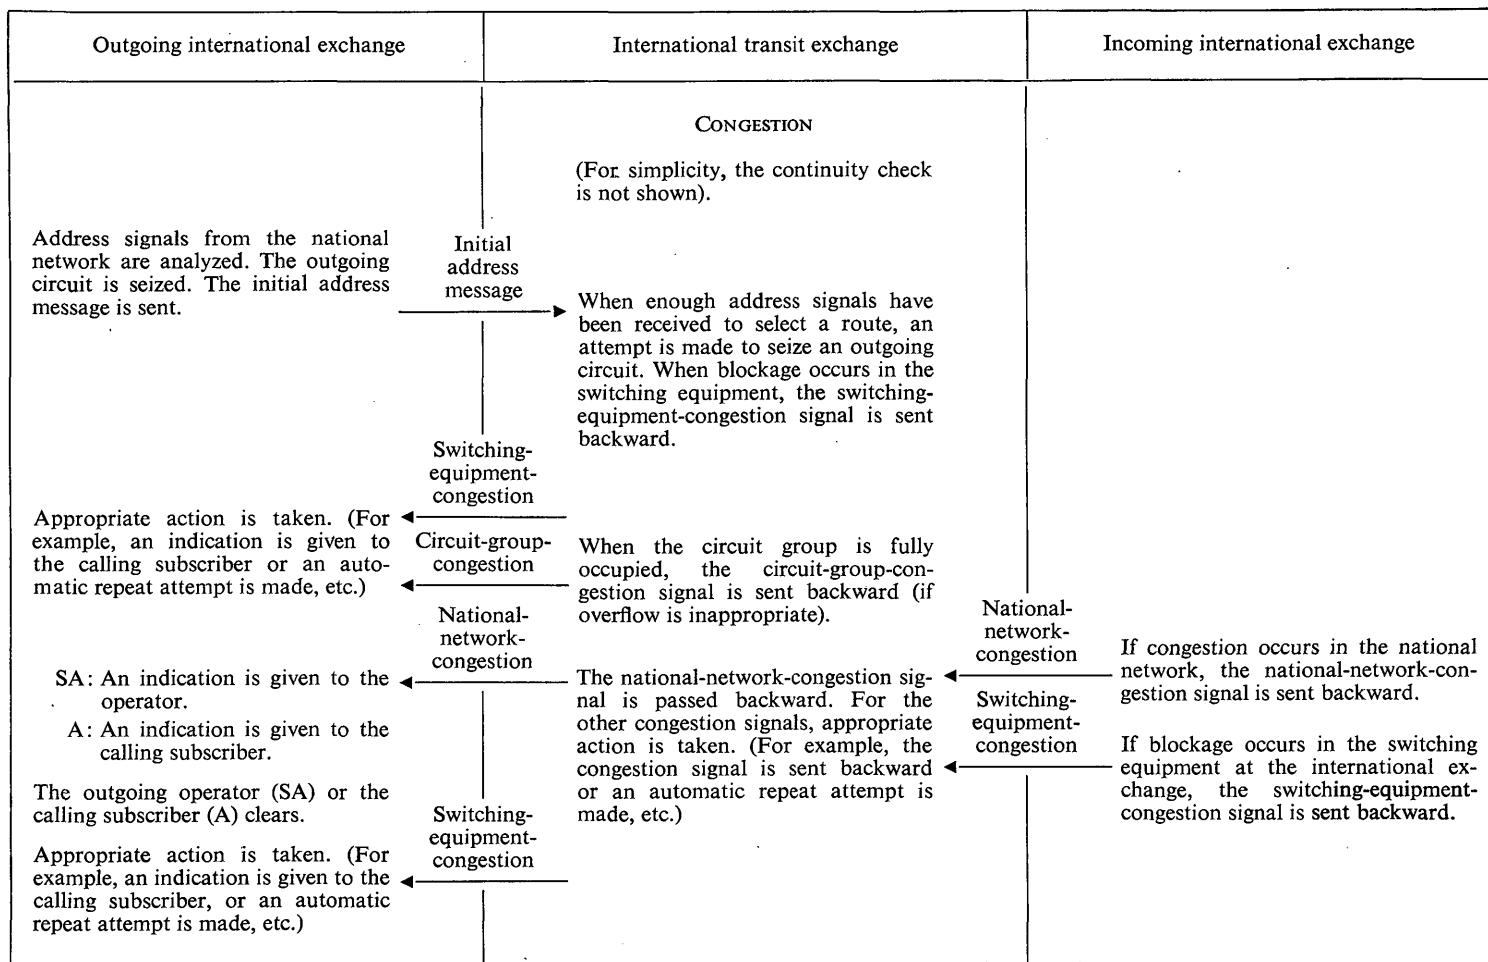 Outgoing international exchange
International transit exchange
Incoming international exchange
CONGESTION
(For simplicity, the continuity check
is not shown).
Address signals from the national
network are analyzed. The outgoing
circuit is seized. The initial address
message is sent.
Initial
address
message
When enough address signals have
been received to select a route, an
attempt is made to seize an outgoing
circuit. When blockage occurs in the
switching equipment, the switching-
equipment-congestion signal is sent
backward.
Switching-
equipment-
congestion
Appropriate action is taken. (For
example, an indication is given to
the calling subscriber or an auto-
matic repeat attempt is made, etc.)
Circuit-group-
congestion
When the circuit group is fully
occupied, the circuit-group-con-
gestion signal is sent backward (if
overflow is inappropriate).
National-
network-
congestion
National-
network-
congestion
If congestion occurs in the national
network, the national-network-con-
gestion signal is sent backward.
SA: An indication is given to the
operator.
A: An indication is given to the
calling subscriber.
The national-network-congestion sig-
nal is passed backward. For the
other congestion signals, appropriate
action is taken. (For example, the
congestion signal is sent backward
or an automatic repeat attempt is
made, etc.)
Switching-
equipment-
congestion
If blockage occurs in the switching
equipment at the international ex-
change, the switching-equipment-
congestion signal is sent backward.
The outgoing operator (SA) or the
calling subscriber (A) clears.
Switching-
equipment-
congestion
Appropriate action is taken. (For
example, an indication is given to the
calling subscriber, or an automatic
repeat attempt is made, etc.)